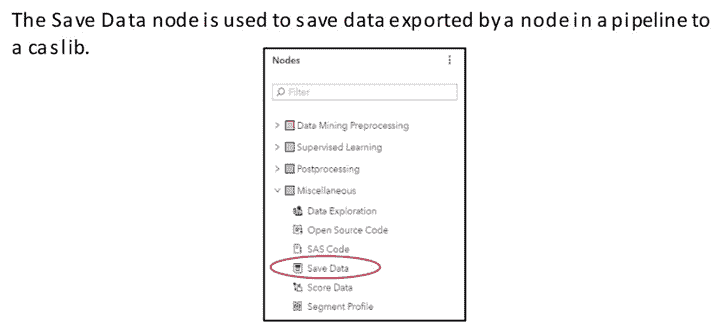 The Save Data node is used to save data exported by a node in a pipeline to
a caslib.
Nodes
Filter
Data Mining Preprocessing
Supervised Learning
Postprocessing
Miscellaneous
Data Exploration
Open Source Code
SAS Code
Save Data
Score Data
Segment Profile